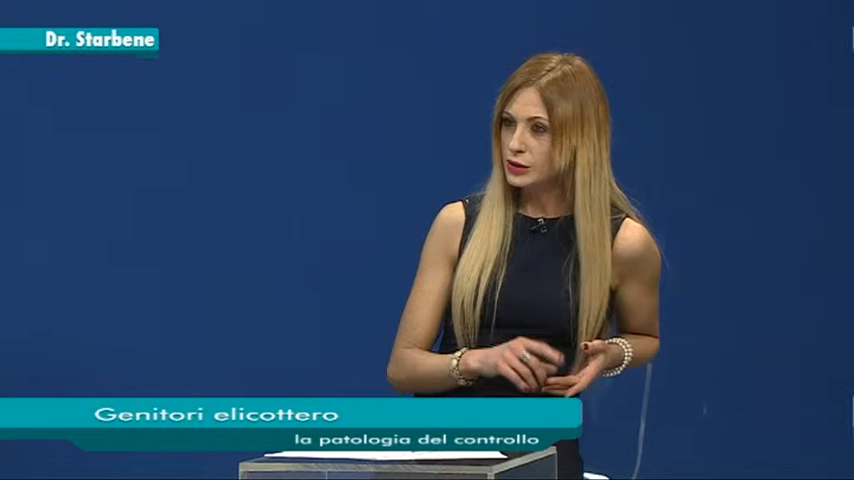 Dr. Starbene
Genitori elicottero
la patologia del controllo